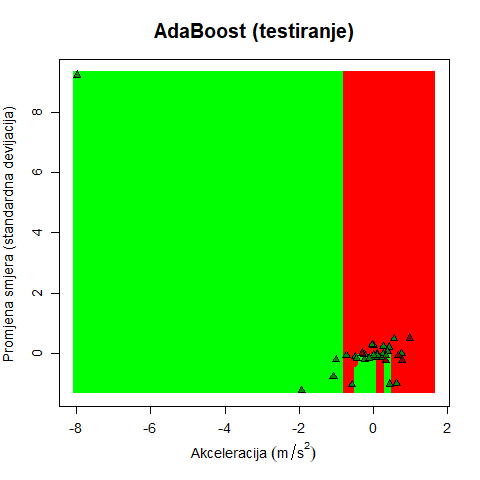 AdaBoost (testiranje)
Promjena smjera (standardna devijacija)
8
6
4
2
0
-8 -6 -4 -2 0 2
Akceleracija (m/s²)